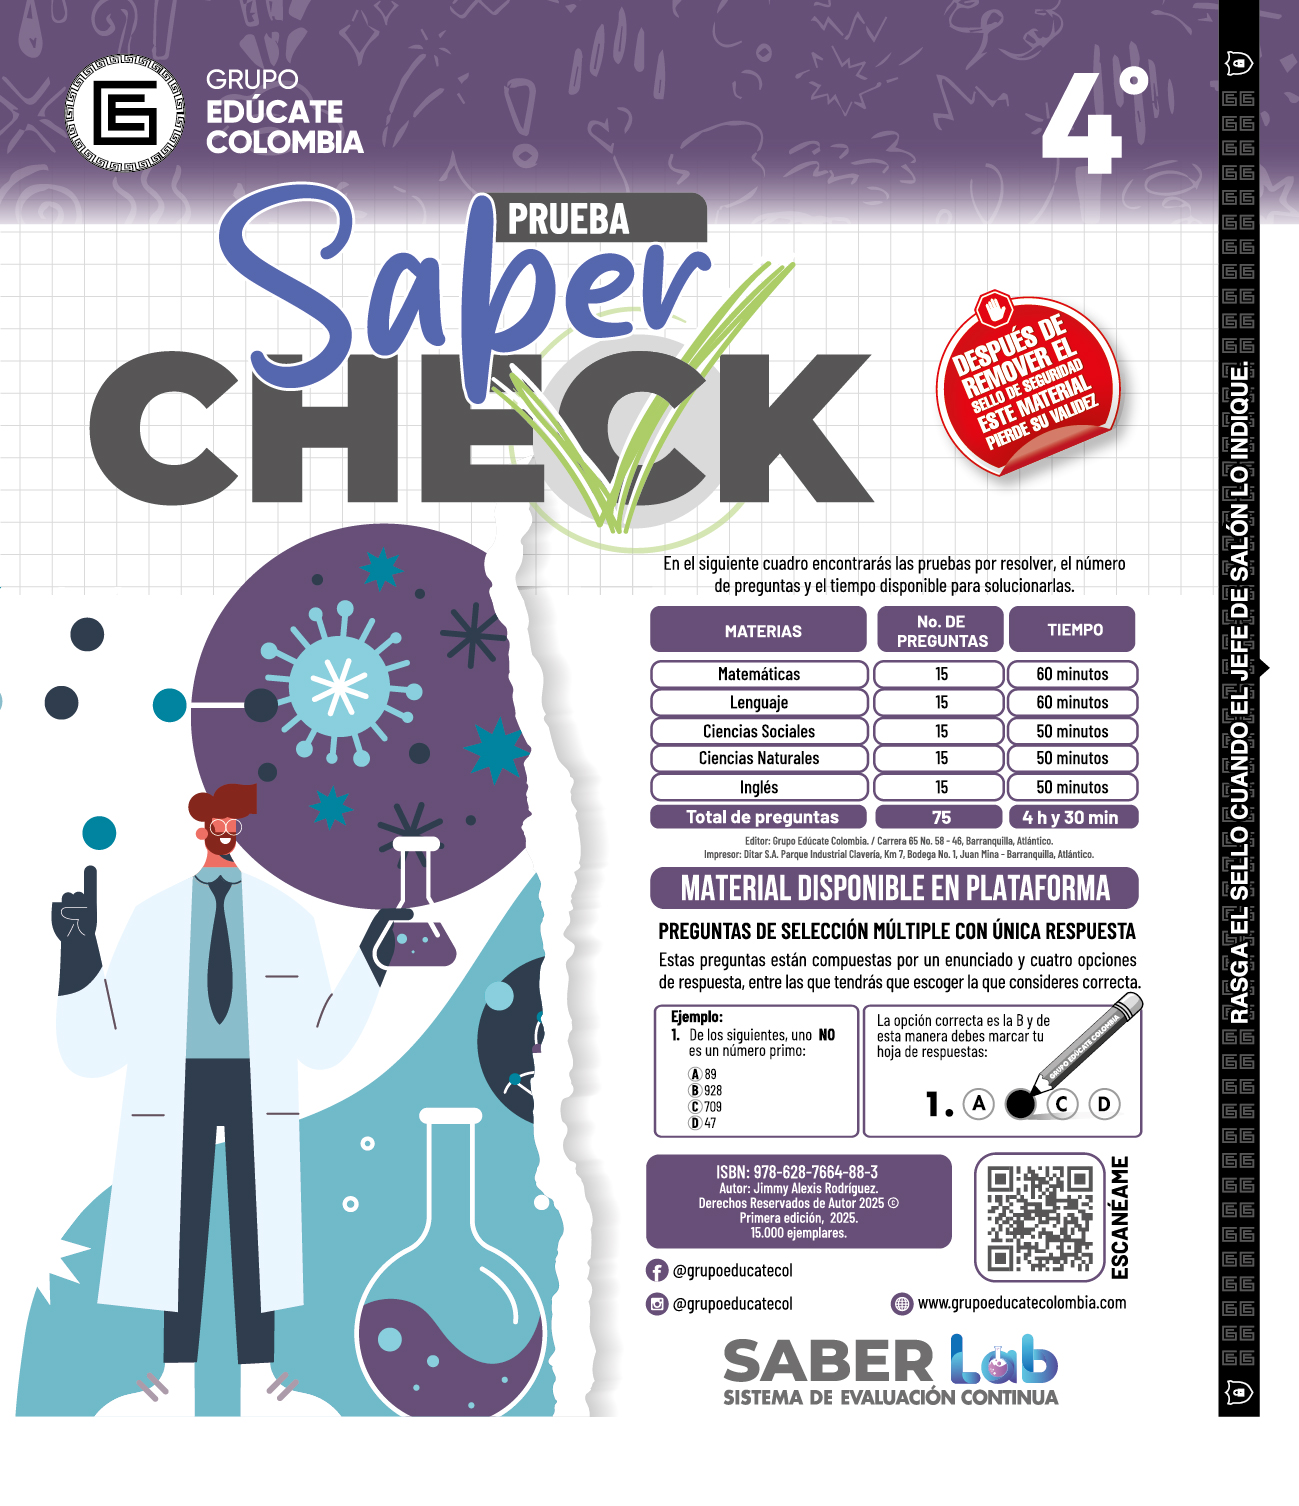 GRUPO
EDÚCATE
COLOMBIA
4°
PRUEBA
Saber
CHECK
DESPUÉS DE
REMOVER EL
SELLO DE SEGURIDAD
ESTE MATERIAL
PIERDE SU VALIDEZ
RASGA EL SELLO CUANDO EL JEFE DE SALÓN LO INDIQUE.
En el siguiente cuadro encontrarás las pruebas por resolver, el número
de preguntas y el tiempo disponible para solucionarlas.
MATERIAS No. DE PREGUNTAS TIEMPO
Matemáticas 15 60 minutos
Lenguaje 15 60 minutos
Ciencias Sociales 15 50 minutos
Ciencias Naturales 15 50 minutos
Inglés 15 50 minutos
Total de preguntas 75 4 h y 30 min
Editor: Grupo Edúcate Colombia. / Carrera 65 No. 58 - 46, Barranquilla, Atlántico.
Impresor: Ditar S.A. Parque Industrial Clavería, Km 7, Bodega No. 1, Juan Mina - Barranquilla, Atlántico.
MATERIAL DISPONIBLE EN PLATAFORMA
PREGUNTAS DE SELECCIÓN MÚLTIPLE CON ÚNICA RESPUESTA
Estas preguntas están compuestas por un enunciado y cuatro opciones
de respuesta, entre las que tendrás que escoger la que consideres correcta.
Ejemplo:
1. De los siguientes, uno NO
es un número primo:
A 89
B 928
C 709
D 47
La opción correcta es la B y de
esta manera debes marcar tu
hoja de respuestas:
GRUPO EDÚCATE COLOMBIA
1. A C D
ISBN: 978-628-7664-88-3
Autor: Jimmy Alexis Rodríguez.
Derechos Reservados de Autor 2025 ©
Primera edición, 2025.
15.000 ejemplares.
ESCANÉAME
@grupoeducatecol
@grupoeducatecol
www.grupoeducatecolombia.com
SABER Lab
SISTEMA DE EVALUACIÓN CONTINUA